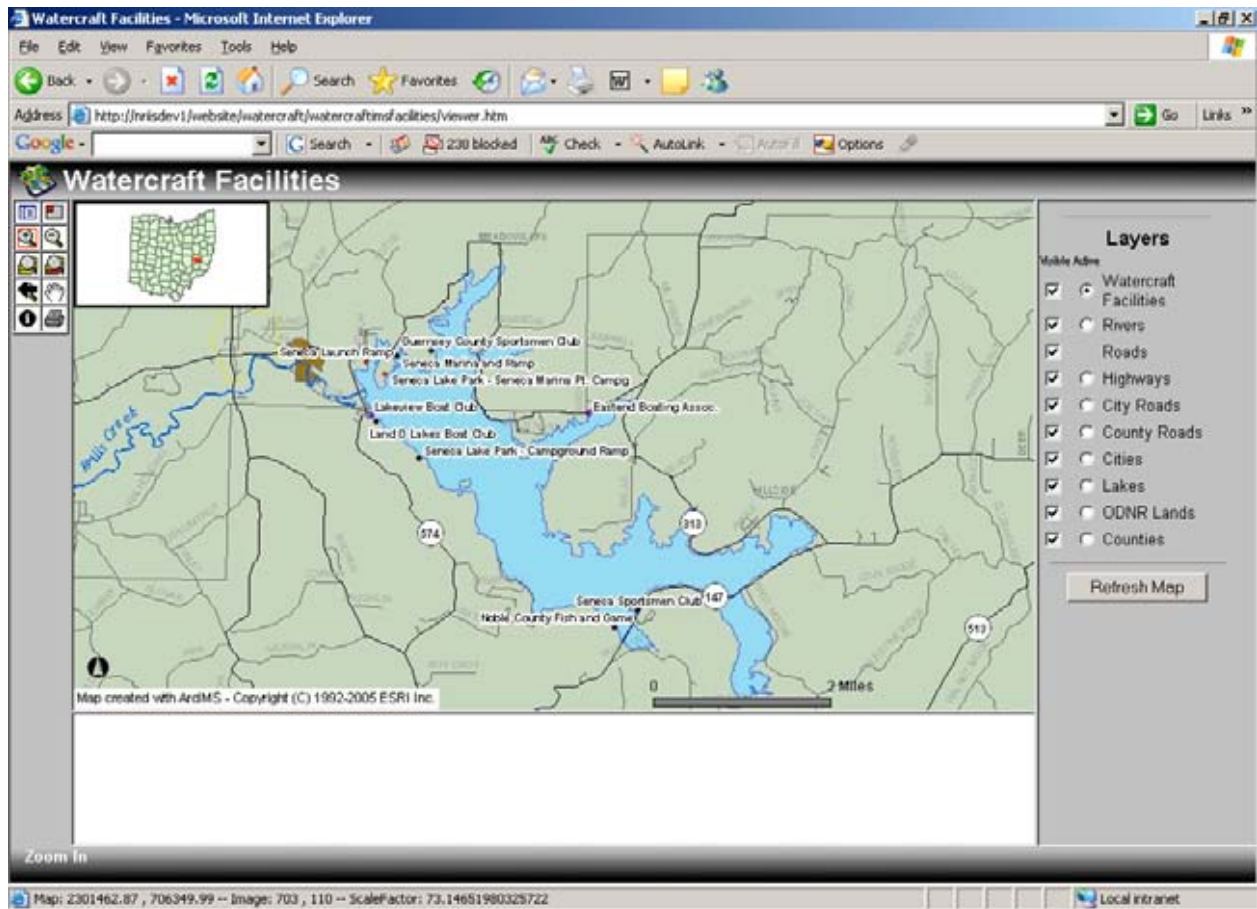 Watercraft Facilities - Microsoft Internet Explorer
File Edit View Favorites Tools Help
Back Search Favorites
Address http://nrisdev1/website/watercraft/watercraftimsfacilities/viewer.htm Go Links »
Google Search 230 blocked Check AutoLink AutoFill Options
Watercraft Facilities
Layers
Visible Active
Watercraft
Facilities
Rivers
Roads
Highways
City Roads
County Roads
Cities
Lakes
ODNR Lands
Counties
Refresh Map
Guernsey County Sportsmen Club
Seneca Launch Ramp
Seneca Marina and Ramp
Seneca Lake Park - Seneca Marina Pt. Campg
Lakeview Boat Club
Eastend Boating Assoc.
Land O Lakes Boat Club
Seneca Lake Park - Campground Ramp
Wills Creek
HILLSIDE
313
574
Seneca Sportsmen Club
147
Noble County Fish and Game
513
0 2 Miles
Map created with ArcIMS - Copyright (C) 1992-2005 ESRI Inc.
Zoom In
Map: 2301462.87 , 706349.99 -- Image: 703 , 110 -- ScaleFactor: 73.14651980325722
Local intranet